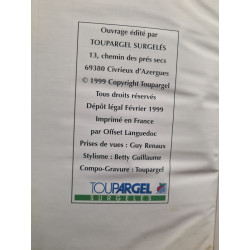 Ouvrage édité par
TOUPARGEL SURGELÉS
13, chemin des prés secs
69380 Civrieux d'Azergues
© 1999 Copyright Toupargel
Tous droits réservés
Dépôt légal Février 1999
Imprimé en France
par Offset Languedoc
Prises de vues : Guy Renaux
Stylisme : Betty Guillaume
Compo-Gravure : Toupargel
TOUPARGEL
SURGELÉS